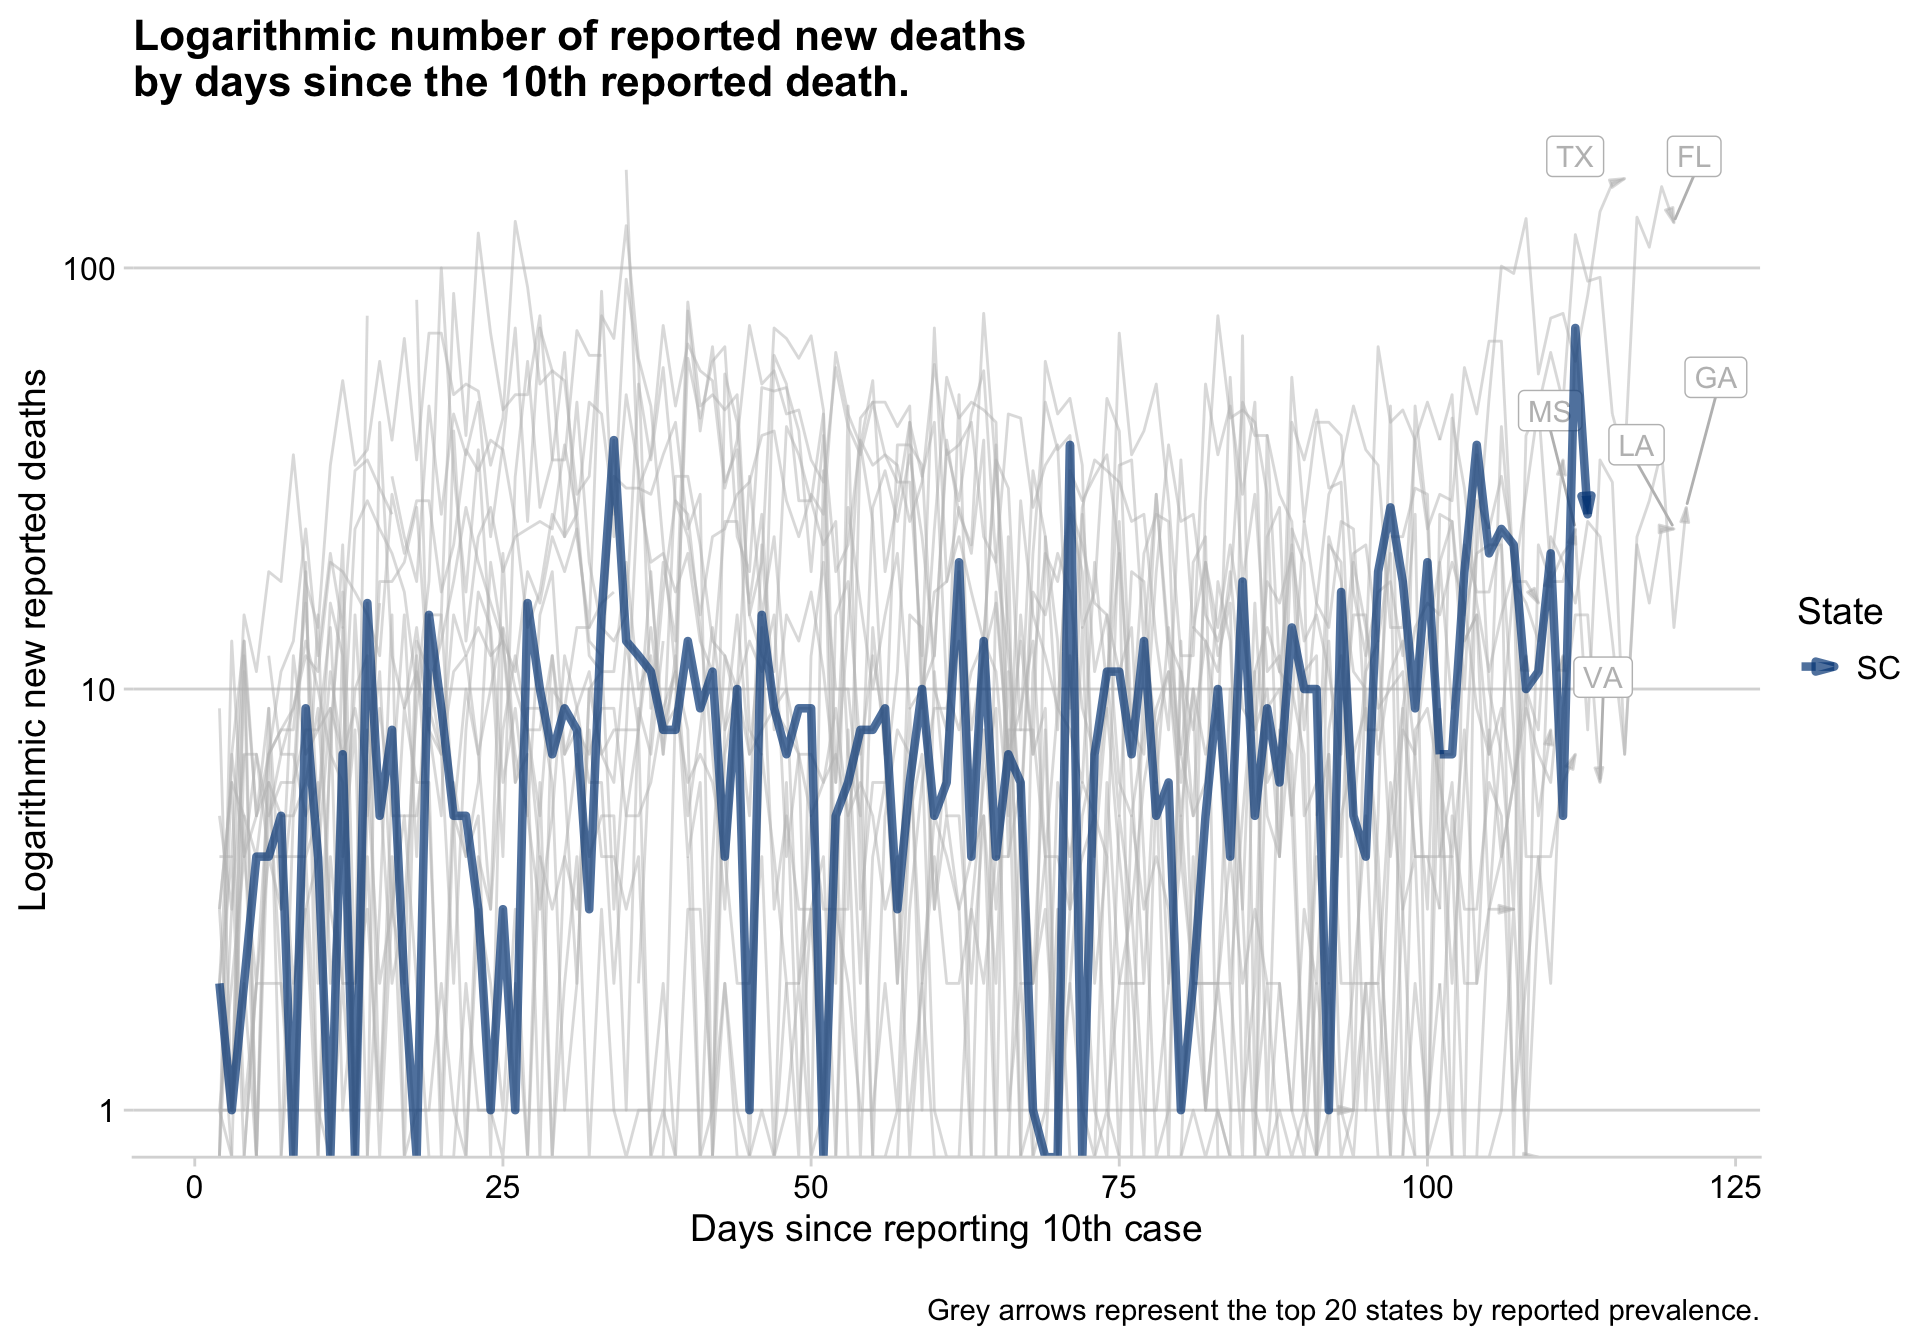 Logarithmic number of reported new deaths
by days since the 10th reported death.
TX
FL
100
GA
MS
LA
Logarithmic new reported deaths
State
SC
VA
10
1
0
25
50
75
100
125
Days since reporting 10th case
Grey arrows represent the top 20 states by reported prevalence.